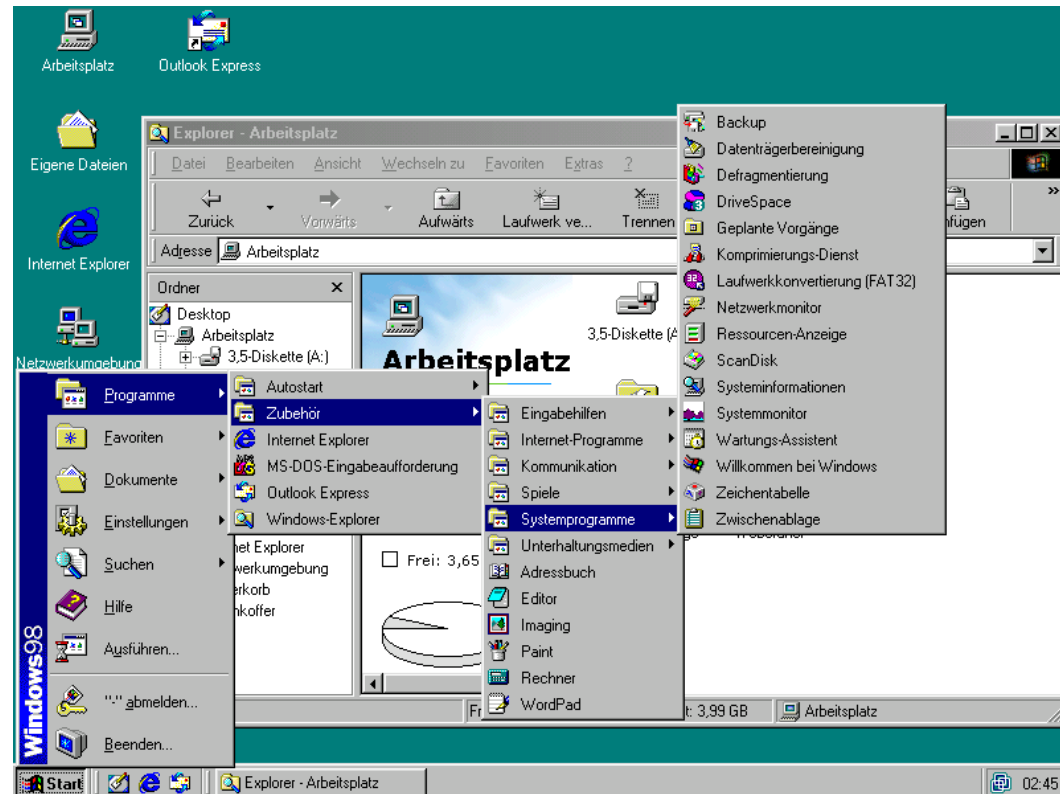 Arbeitsplatz
Outlook Express
Eigene Dateien
Internet Explorer
Netzwerkumgebung
Explorer - Arbeitsplatz
Datei Bearbeiten Ansicht Wechseln zu Favoriten Extras ?
Zurück Vorwärts Aufwärts Laufwerk ve... Trennen fügen »
Adresse Arbeitsplatz
Ordner
Desktop
Arbeitsplatz
3,5-Diskette (A:)
Arbeitsplatz
3,5-Diskette (A
net Explorer
werkumgebung
erkorb
nkoffer
Frei: 3,65
Fr
t: 3,99 GB
Arbeitsplatz
Windows98
Programme
Favoriten
Dokumente
Einstellungen
Suchen
Hilfe
Ausführen...
"-" abmelden...
Beenden...
Autostart
Zubehör
Internet Explorer
MS-DOS-Eingabeaufforderung
Outlook Express
Windows-Explorer
Eingabehilfen
Internet-Programme
Kommunikation
Spiele
Systemprogramme
Unterhaltungsmedien
Adressbuch
Editor
Imaging
Paint
Rechner
WordPad
Backup
Datenträgerbereinigung
Defragmentierung
DriveSpace
Geplante Vorgänge
Komprimierungs-Dienst
Laufwerkkonvertierung (FAT32)
Netzwerkmonitor
Ressourcen-Anzeige
ScanDisk
Systeminformationen
Systemmonitor
Wartungs-Assistent
Willkommen bei Windows
Zeichentabelle
Zwischenablage
Start
Explorer - Arbeitsplatz
02:45